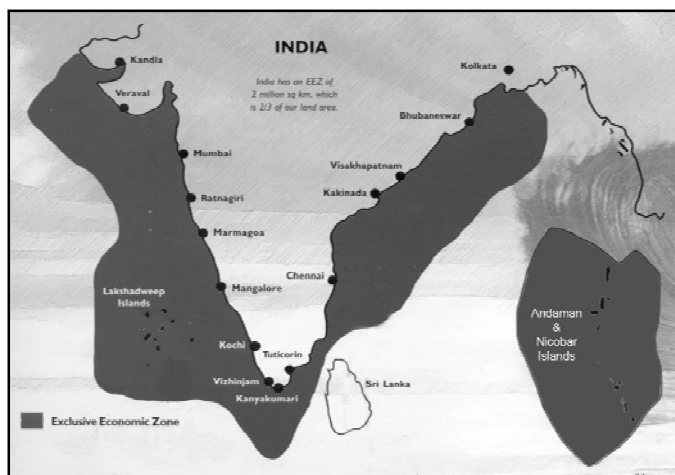 INDIA
India has an EEZ of
2 million sq km, which
is 2/3 of our land area.
Kandla
Kolkata
Veraval
Bhubaneswar
Mumbai
Visakhapatnam
Kakinada
Ratnagiri
Marmagoa
Chennai
Mangalore
Lakshadweep
Islands
Andaman
&
Nicobar
Islands
Kochi
Tuticorin
Vizhinjam
Sri Lanka
Kanyakumari
Exclusive Economic Zone